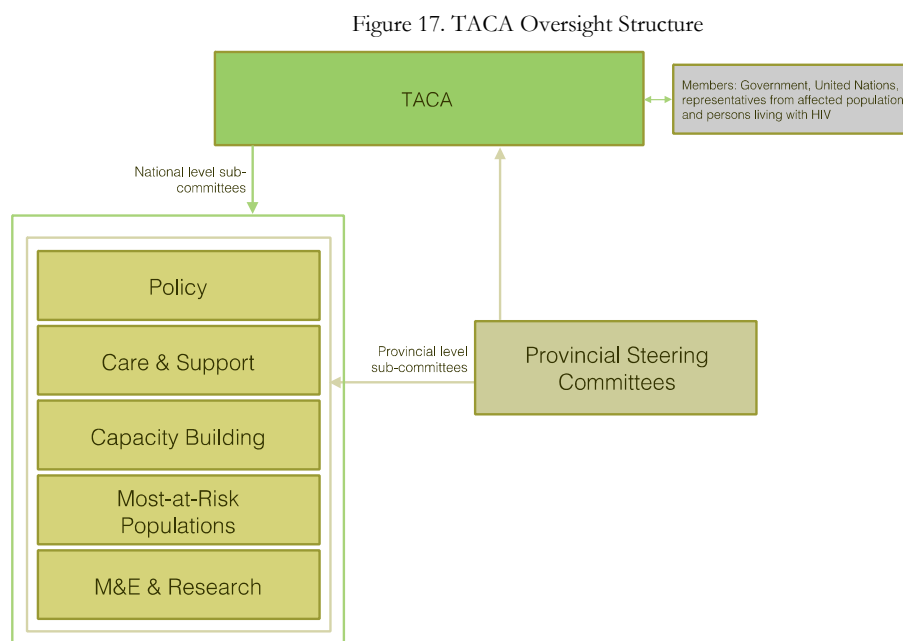 Figure 17. TACA Oversight Structure
TACA
Members: Government, United Nations,
representatives from affected population
and persons living with HIV
National level sub-
committees
Policy
Care & Support
Capacity Building
Most-at-Risk
Populations
M&E & Research
Provincial level
sub-committees
Provincial Steering
Committees